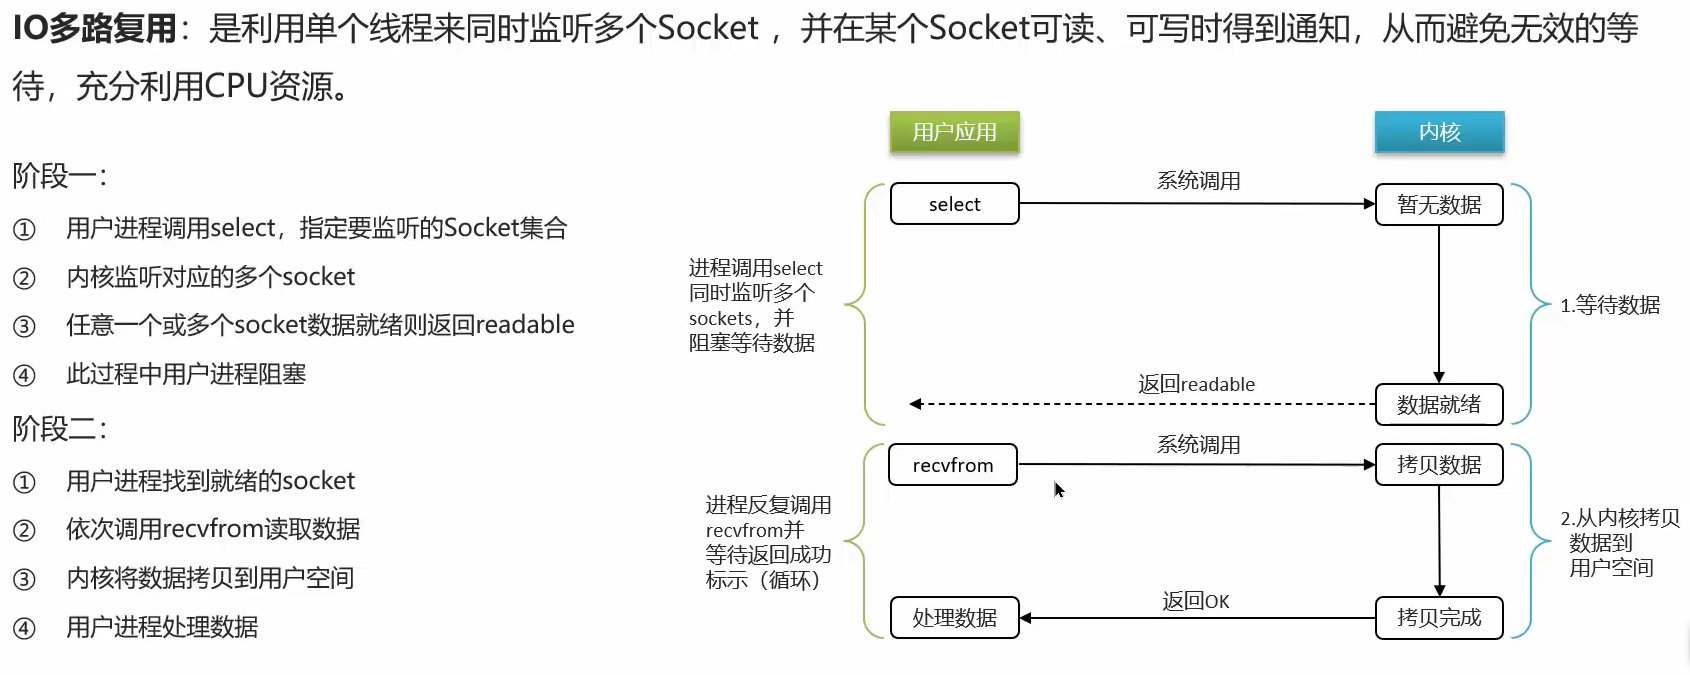 IO多路复用：是利用单个线程来同时监听多个Socket ，并在某个Socket可读、可写时得到通知，从而避免无效的等
待，充分利用CPU资源。
阶段一：
① 用户进程调用select，指定要监听的Socket集合
② 内核监听对应的多个socket
③ 任意一个或多个socket数据就绪则返回readable
④ 此过程中用户进程阻塞
阶段二：
① 用户进程找到就绪的socket
② 依次调用recvfrom读取数据
③ 内核将数据拷贝到用户空间
④ 用户进程处理数据
用户应用
内核
select
系统调用
暂无数据
进程调用select
同时监听多个
sockets，并
阻塞等待数据
1.等待数据
返回readable
数据就绪
recvfrom
系统调用
拷贝数据
进程反复调用
recvfrom并
等待返回成功
标示（循环）
2.从内核拷贝
数据到
用户空间
处理数据
返回OK
拷贝完成